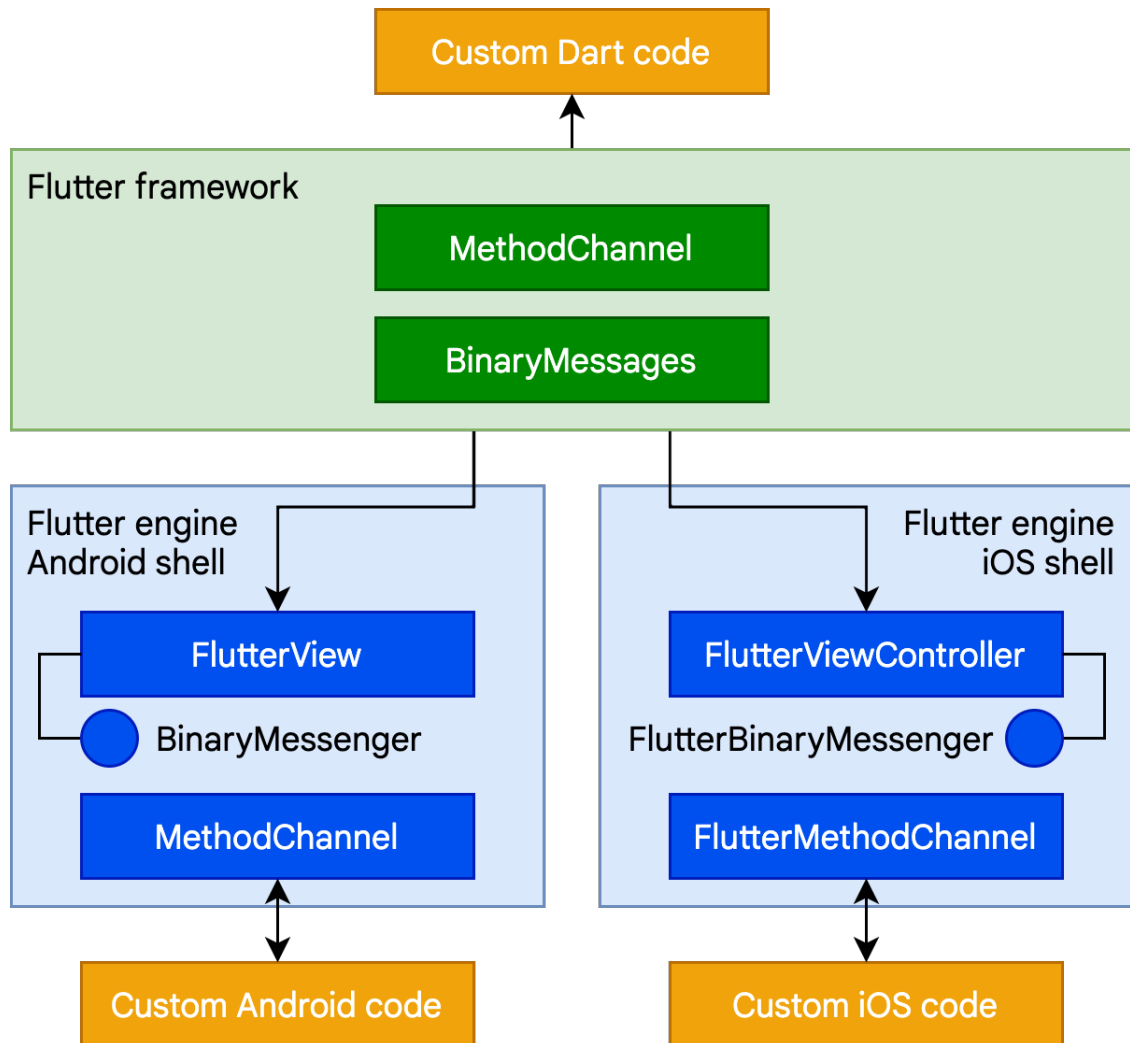 Custom Dart code
Flutter framework
MethodChannel
BinaryMessages
Flutter engine
Android shell
FlutterView
BinaryMessenger
MethodChannel
Custom Android code
Flutter engine
iOS shell
FlutterViewController
FlutterBinaryMessenger
FlutterMethodChannel
Custom iOS code